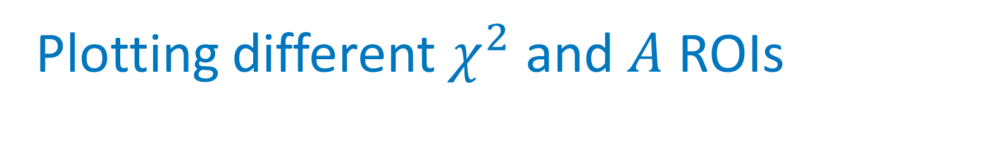 Plotting different χ² and A ROIs